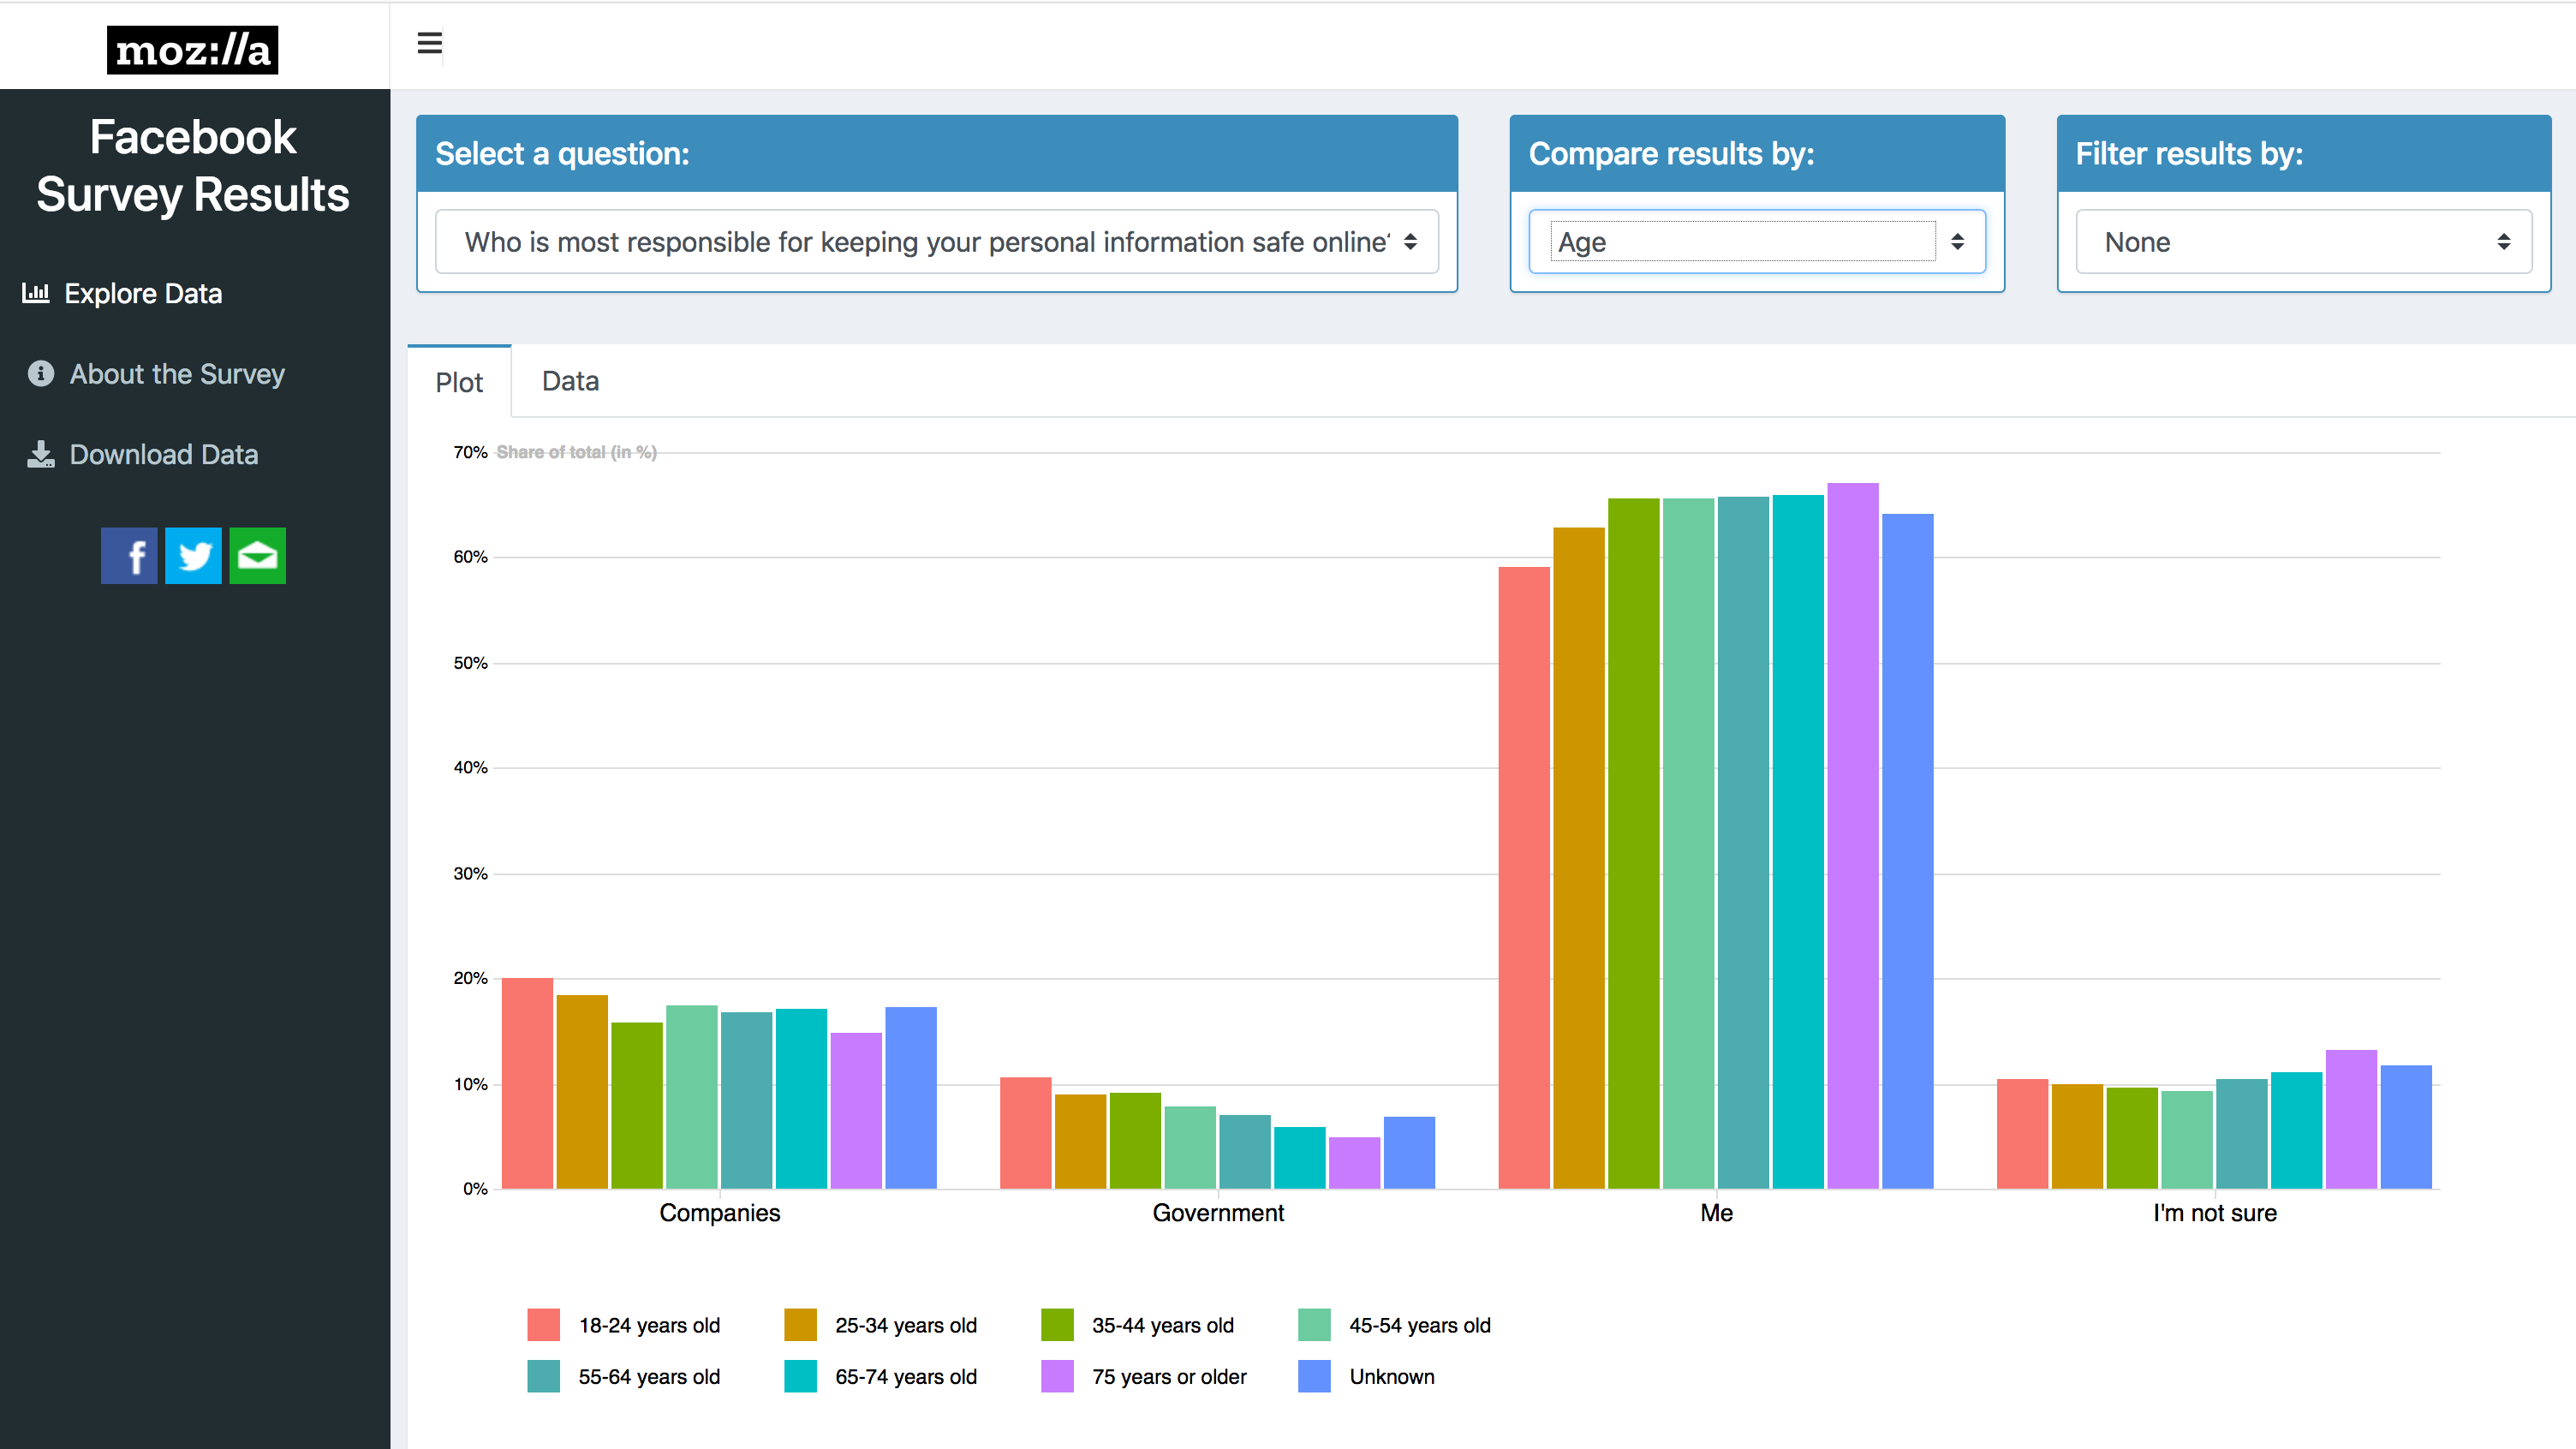 moz://a
Facebook
Survey Results
Explore Data
About the Survey
Download Data
f
Select a question:
Who is most responsible for keeping your personal information safe online?
Compare results by:
Age
Filter results by:
None
Plot
Data
70% Share of total (in %)
60%
50%
40%
30%
20%
10%
0%
Companies
Government
Me
I'm not sure
18-24 years old
25-34 years old
35-44 years old
45-54 years old
55-64 years old
65-74 years old
75 years or older
Unknown